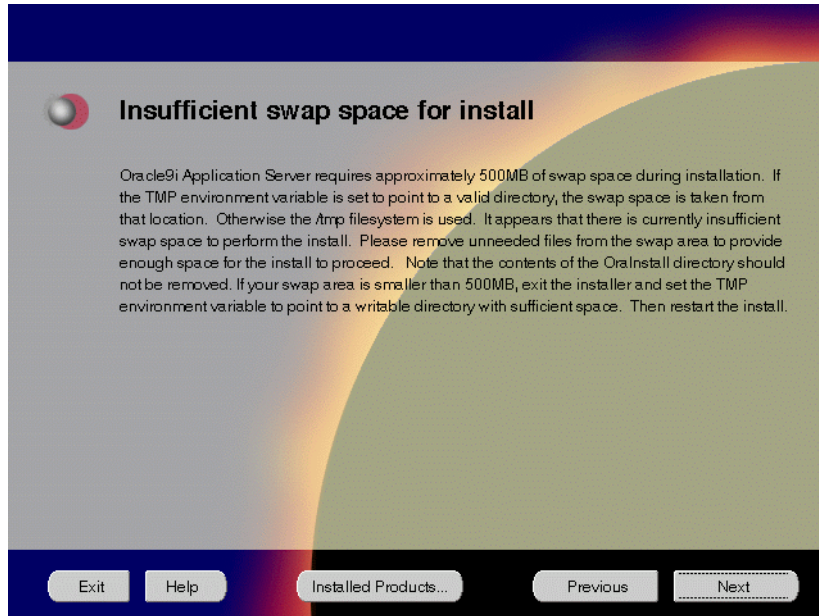 Insufficient swap space for install
Oracle9i Application Server requires approximately 500MB of swap space during installation. If
the TMP environment variable is set to point to a valid directory, the swap space is taken from
that location. Otherwise the /tmp filesystem is used. It appears that there is currently insufficient
swap space to perform the install. Please remove unneeded files from the swap area to provide
enough space for the install to proceed. Note that the contents of the OraInstall directory should
not be removed. If your swap area is smaller than 500MB, exit the installer and set the TMP
environment variable to point to a writable directory with sufficient space. Then restart the install.
Exit
Help
Installed Products...
Previous
Next